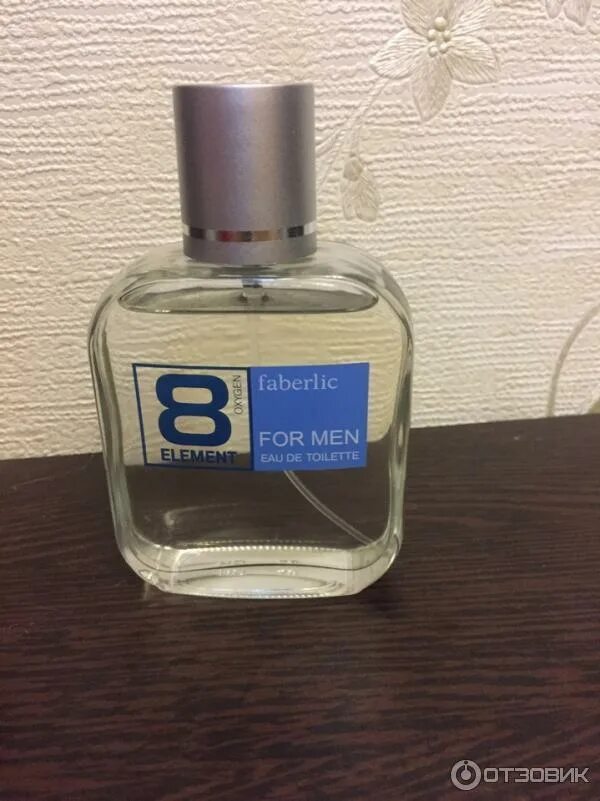 8
OXYGEN
ELEMENT
faberlic
FOR MEN
EAU DE TOILETTE
ОТЗОВИК